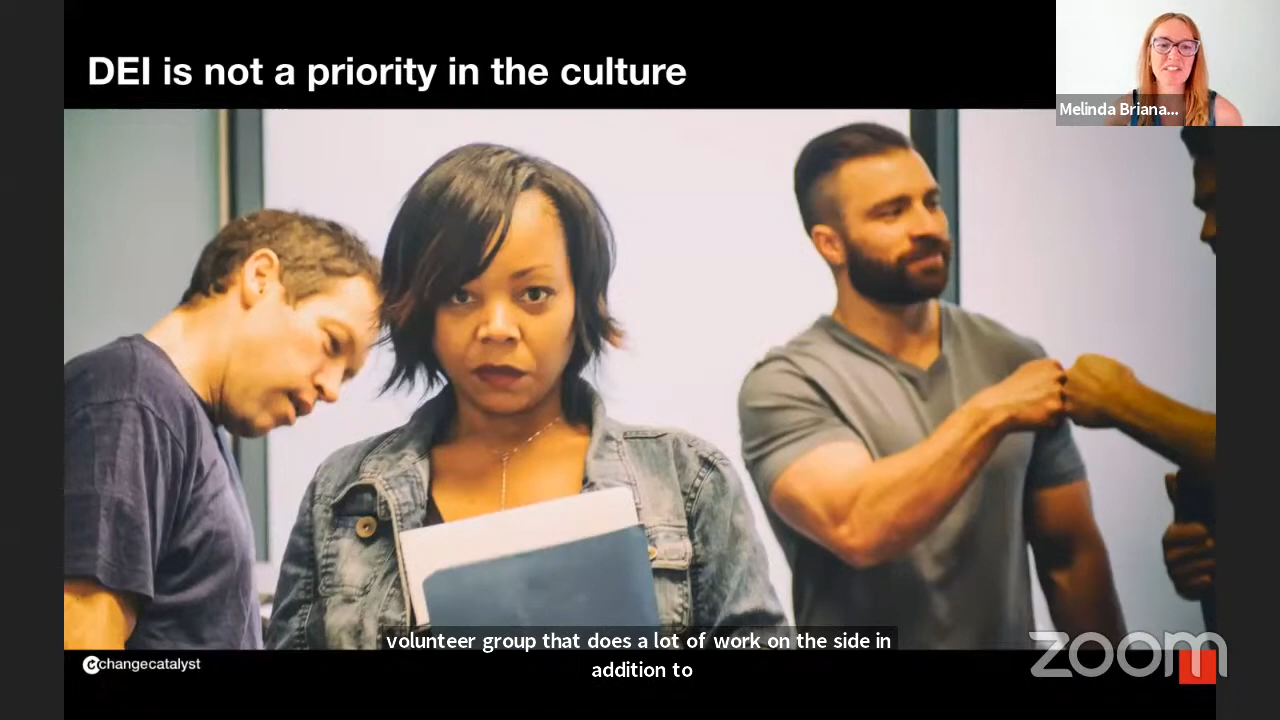 DEI is not a priority in the culture
Melinda Briana...
volunteer group that does a lot of work on the side in
addition to
changecatalyst
zoom